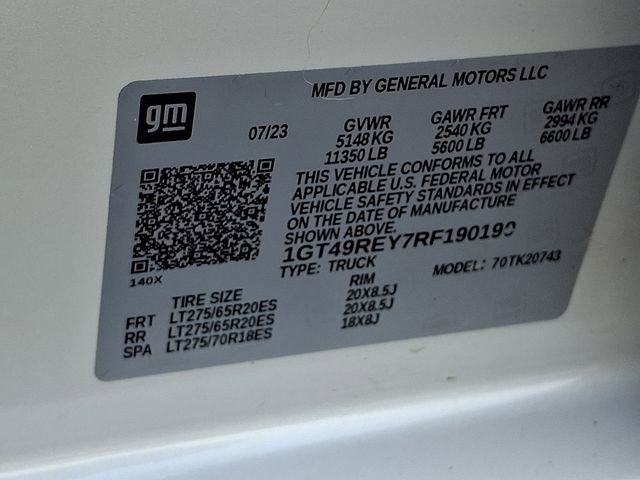 MFD BY GENERAL MOTORS LLC
gm
07/23
GVWR GAWR FRT GAWR RR
5148 KG 2540 KG 2994 KG
11350 LB 5600 LB 6600 LB
THIS VEHICLE CONFORMS TO ALL
APPLICABLE U.S. FEDERAL MOTOR
VEHICLE SAFETY STANDARDS IN EFFECT
ON THE DATE OF MANUFACTURE
SHOWN ABOVE.
1GT49REY7RF190190
TYPE: TRUCK MODEL: 70TK20743
140X
TIRE SIZE RIM
FRT LT275/65R20ES 20X8.5J
RR LT275/65R20ES 20X8.5J
SPA LT275/70R18ES 18X8J